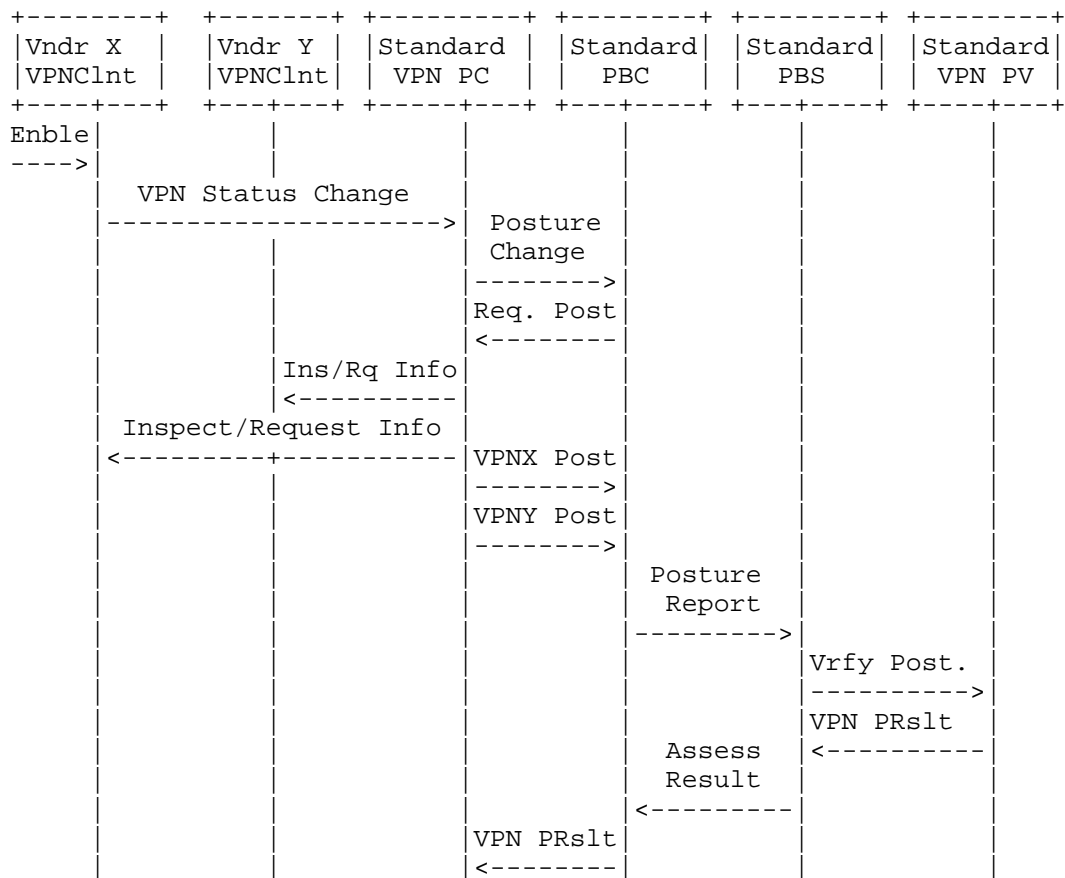 Vndr X Vndr Y Standard Standard Standard Standard
VPNClnt VPNClnt VPN PC PBC PBS VPN PV
Enble
VPN Status Change
Posture
Change
Req. Post
Ins/Rq Info
Inspect/Request Info
VPNX Post
VPNY Post
Posture
Report
Vrfy Post.
VPN PRslt
Assess
Result
VPN PRslt